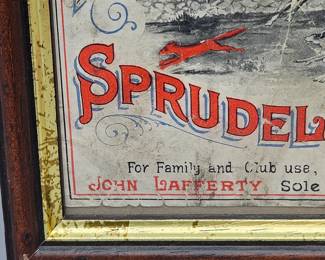 SPRUDEL
For Family and Club use,
JOHN LAFFERTY Sole